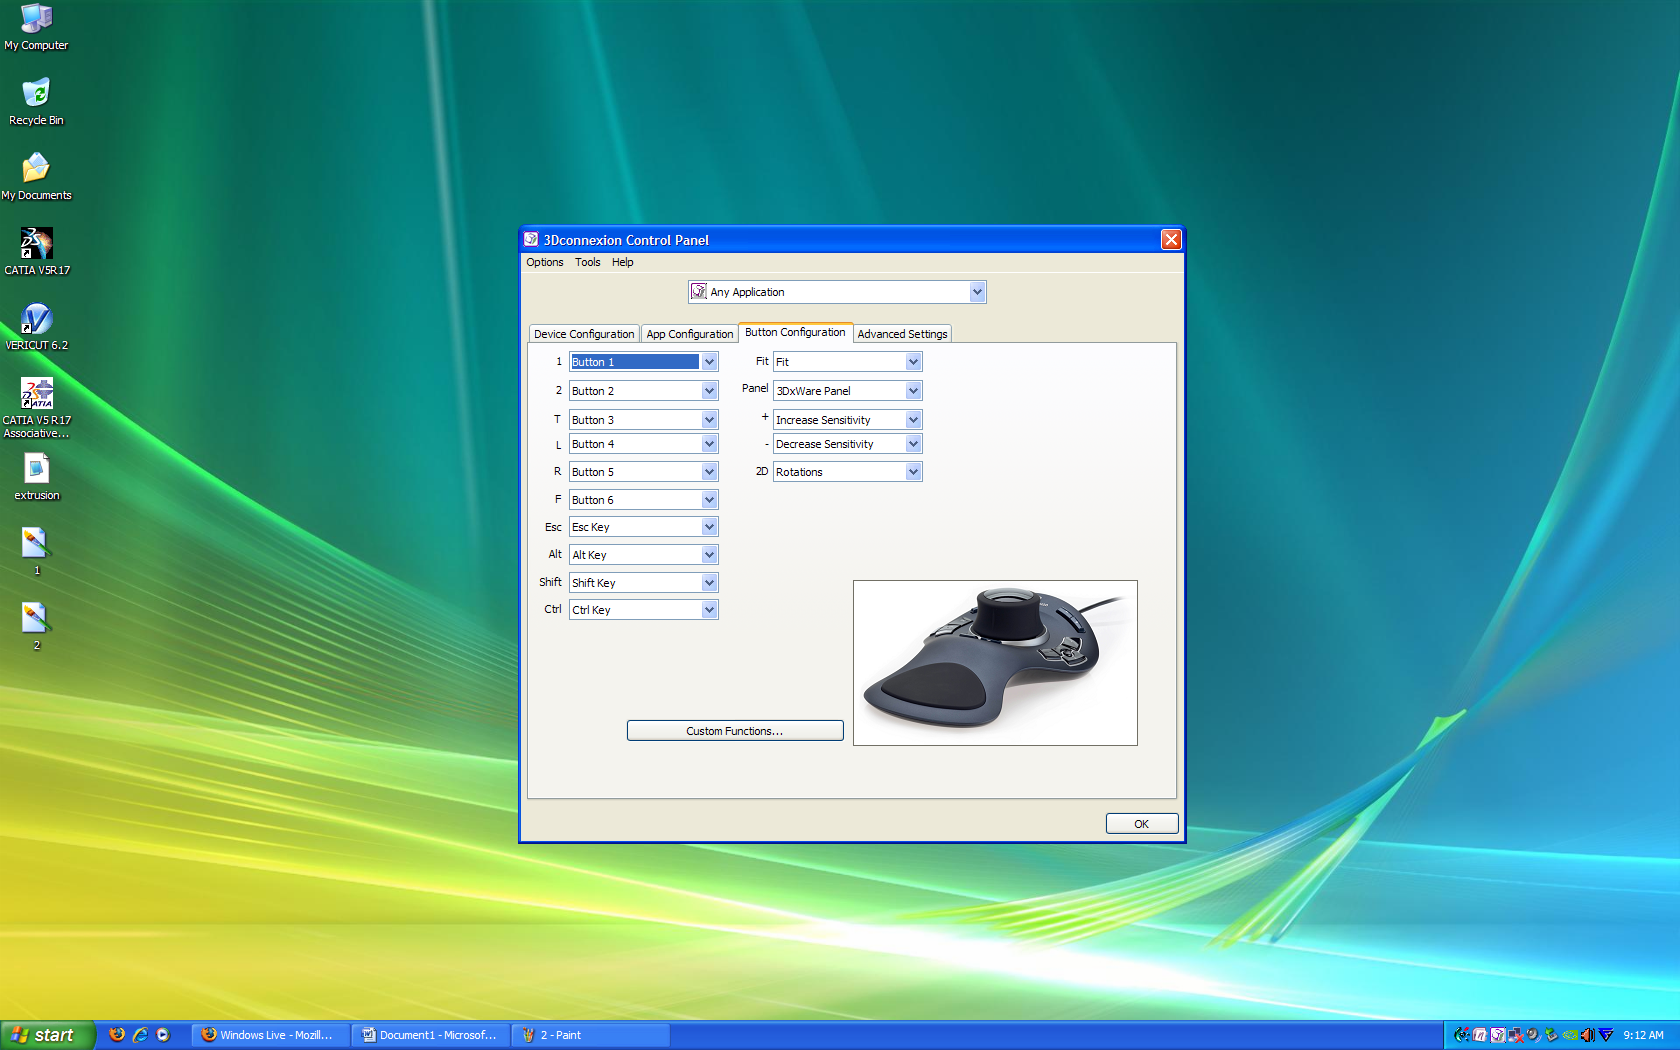 My Computer
Recycle Bin
My Documents
CATIA V5R17
VERICUT 6.2
CATIA V5 R17
Associative...
extrusion
1
2
3Dconnexion Control Panel
Options Tools Help
Any Application
Device Configuration App Configuration Button Configuration Advanced Settings
1 Button 1 Fit Fit
2 Button 2 Panel 3DxWare Panel
T Button 3 + Increase Sensitivity
L Button 4 - Decrease Sensitivity
R Button 5 2D Rotations
F Button 6
Esc Esc Key
Alt Alt Key
Shift Shift Key
Ctrl Ctrl Key
Custom Functions...
OK
start Windows Live - Mozill... Document1 - Microsof... 2 - Paint 9:12 AM